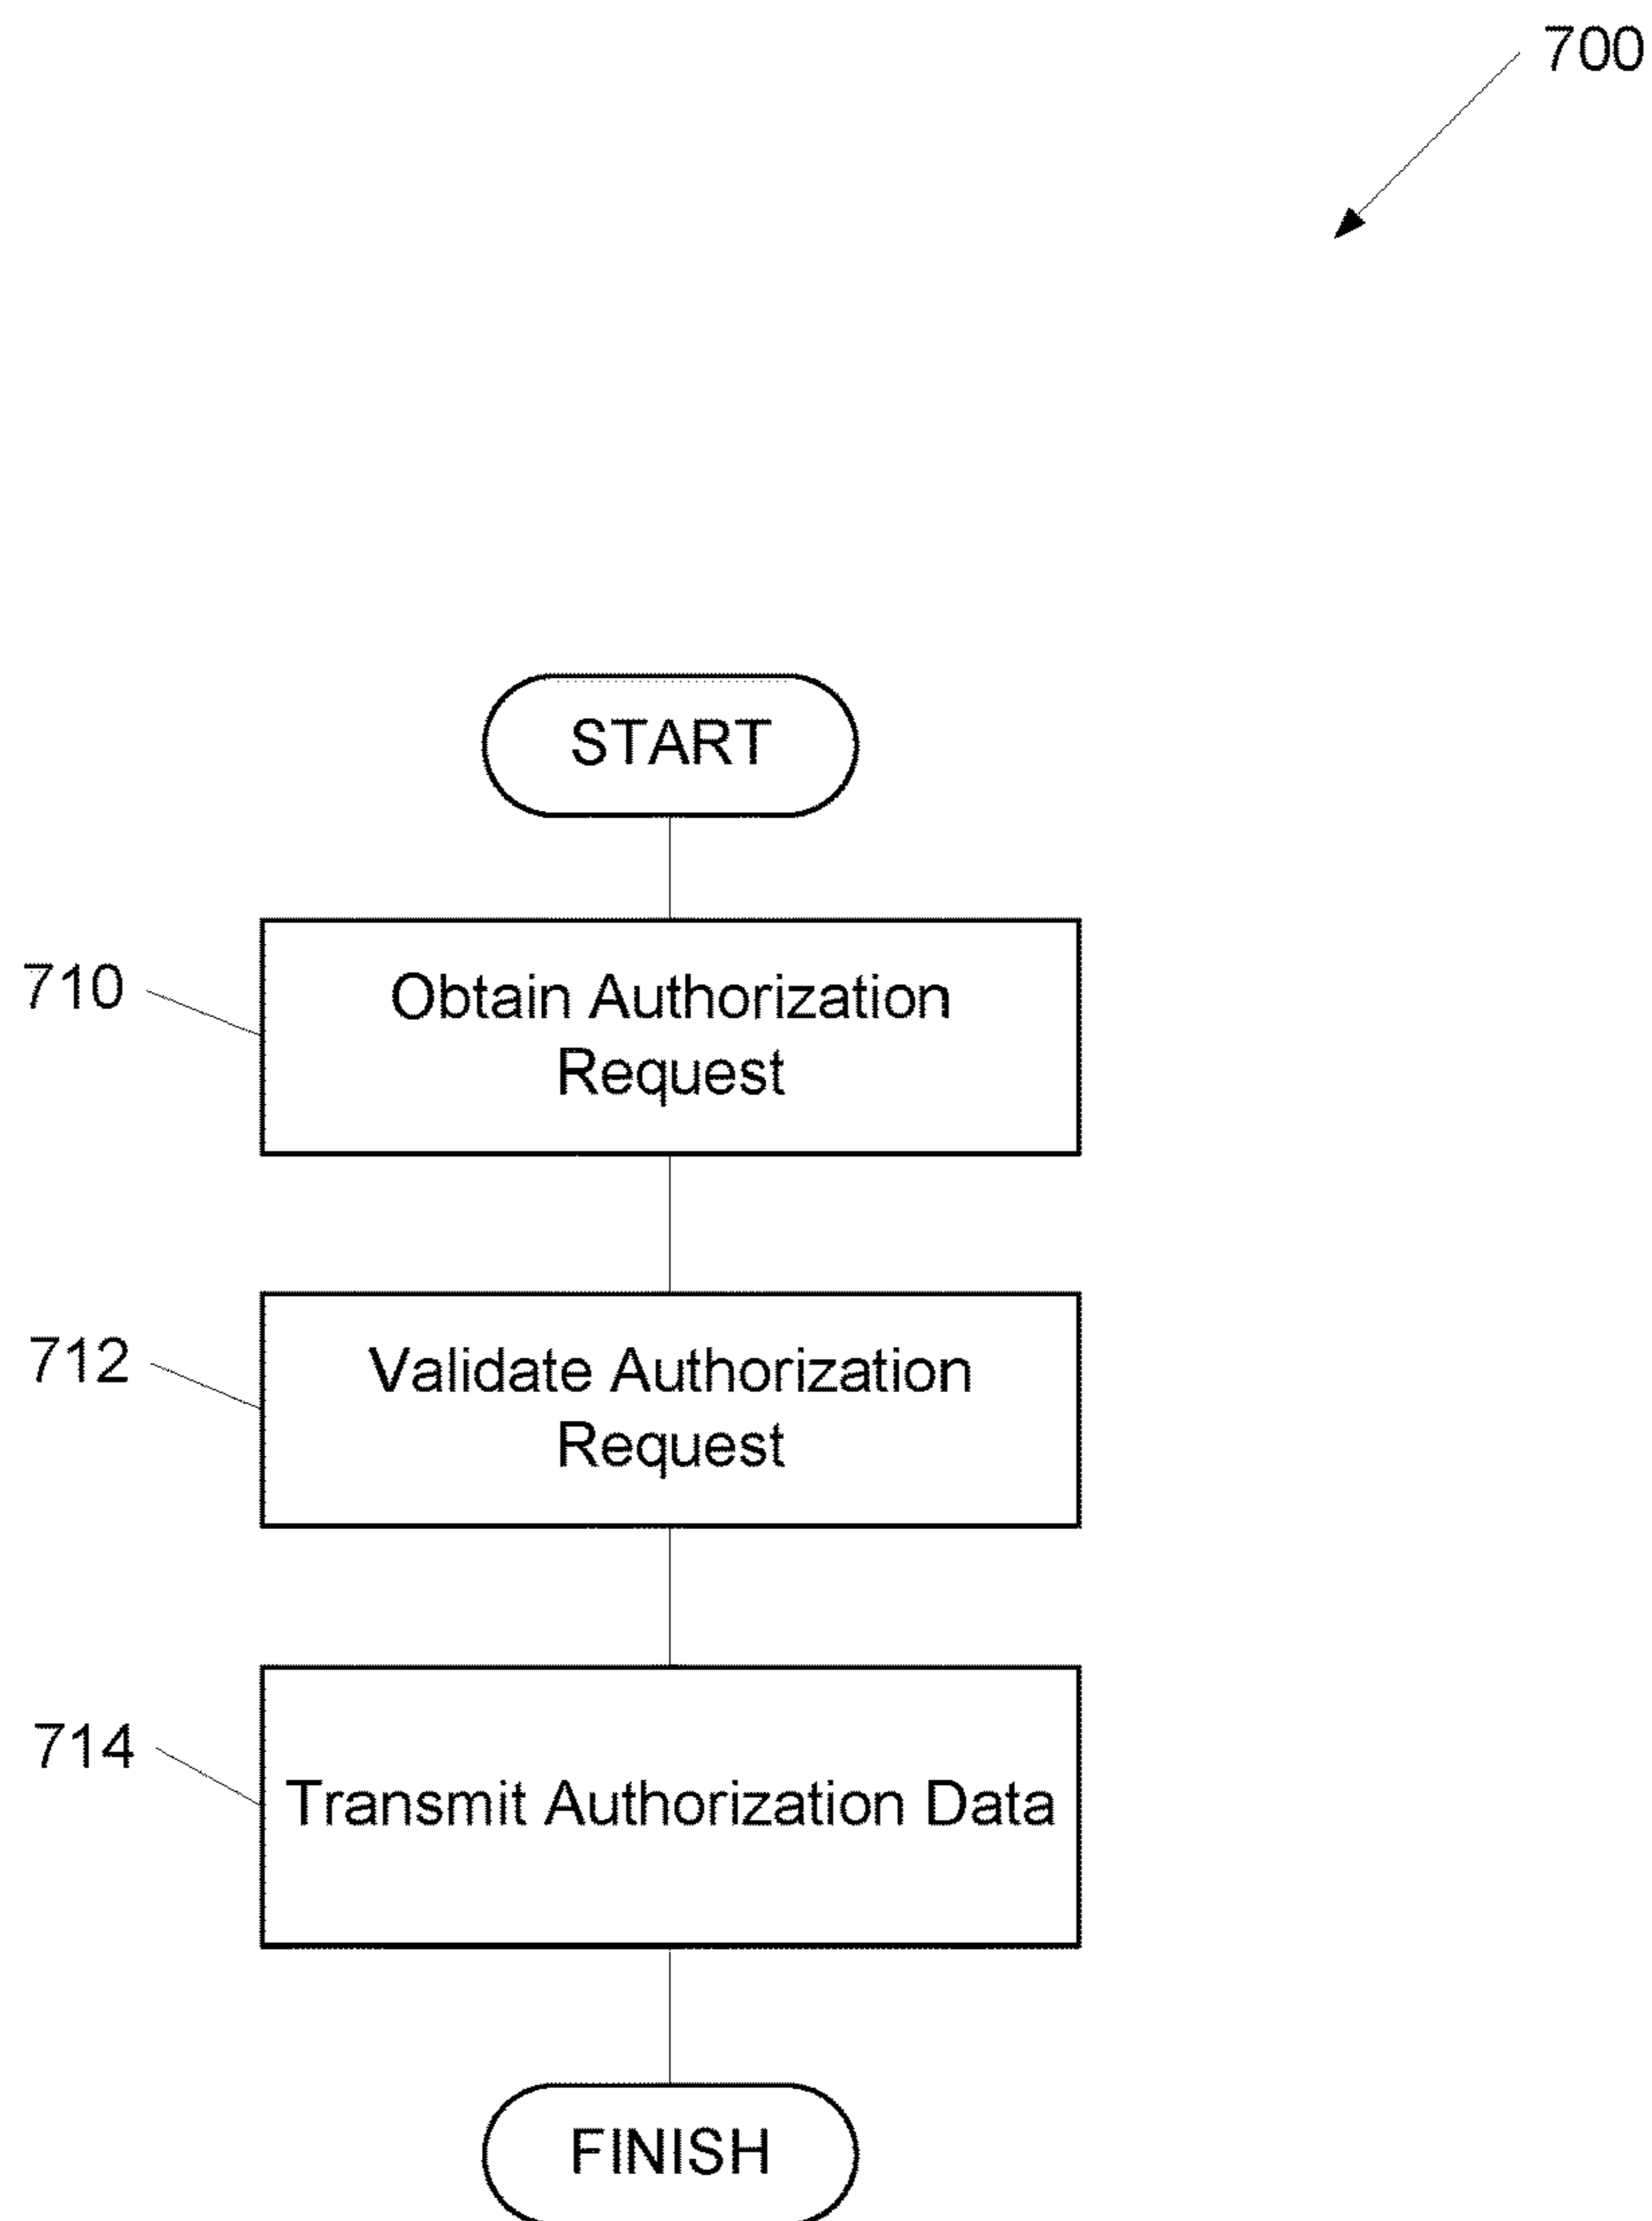 700
START
710
Obtain Authorization
Request
712
Validate Authorization
Request
714
Transmit Authorization Data
FINISH